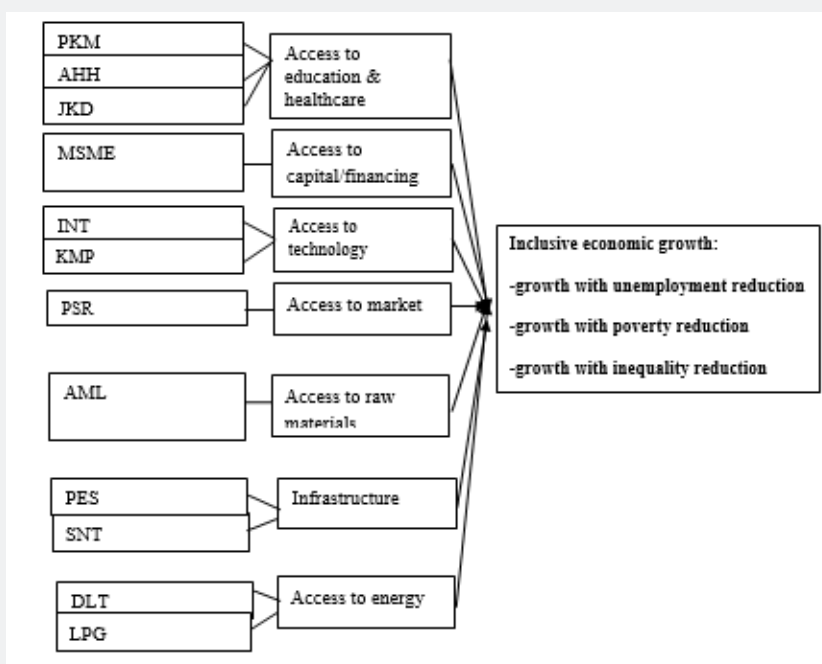 PKM
AHH
JKD
Access to
education &
healthcare
MSME
Access to
capital/financing
INT
KMP
Access to
technology
PSR
Access to market
AML
Access to raw
materials
PES
SNT
Infrastructure
DLT
LPG
Access to energy
Inclusive economic growth:
-growth with unemployment reduction
-growth with poverty reduction
-growth with inequality reduction